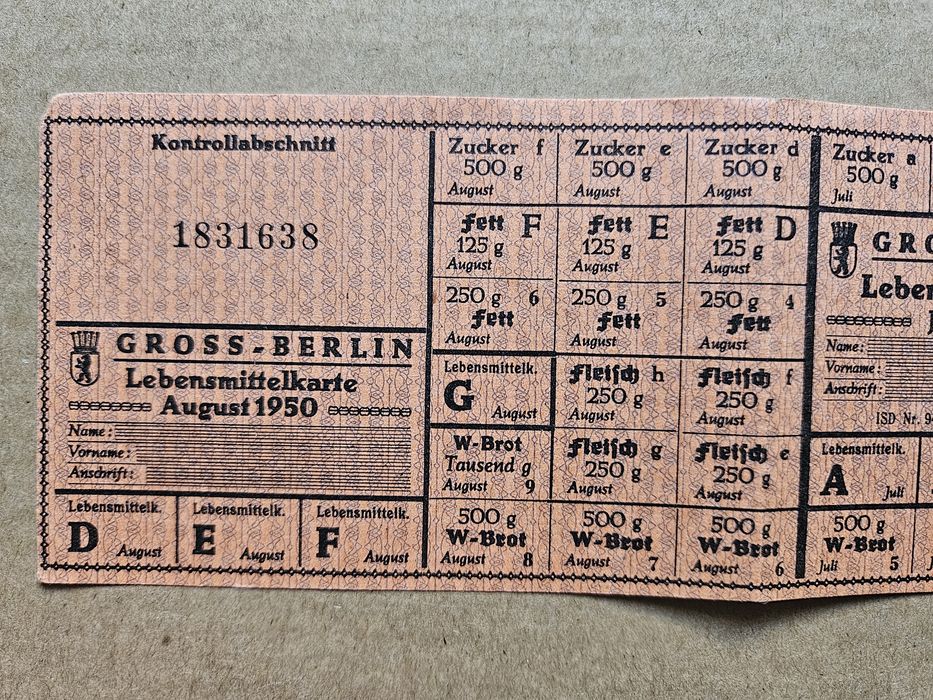 Kontrollabschnitt
1831638
GROSS-BERLIN
Lebensmittelkarte
August 1950
Name:
Vorname:
Anschrift:
Lebensmittelk.
D August
Lebensmittelk.
E August
Lebensmittelk.
F August
Zucker f
500 g
August
Zucker e
500 g
August
Zucker d
500 g
August
Fett F
125 g
August
Fett E
125 g
August
Fett D
125 g
August
250 g 6
Fett
August
250 g 5
Fett
August
250 g 4
Fett
August
Lebensmittelk.
G August
Fleisch h
250 g
August
Fleisch f
250 g
August
W-Brot
Tausend g
August 9
Fleisch g
250 g
August
Fleisch e
250 g
August
500 g
W-Brot
August 8
500 g
W-Brot
August 7
500 g
W-Brot
August 6
Zucker a
500 g
Juli
GRO
Leben
Name:
Vorname:
Anschrift:
ISD Nr. 9
Lebensmittelk.
A Juli
500 g
W-Brot
Juli 5